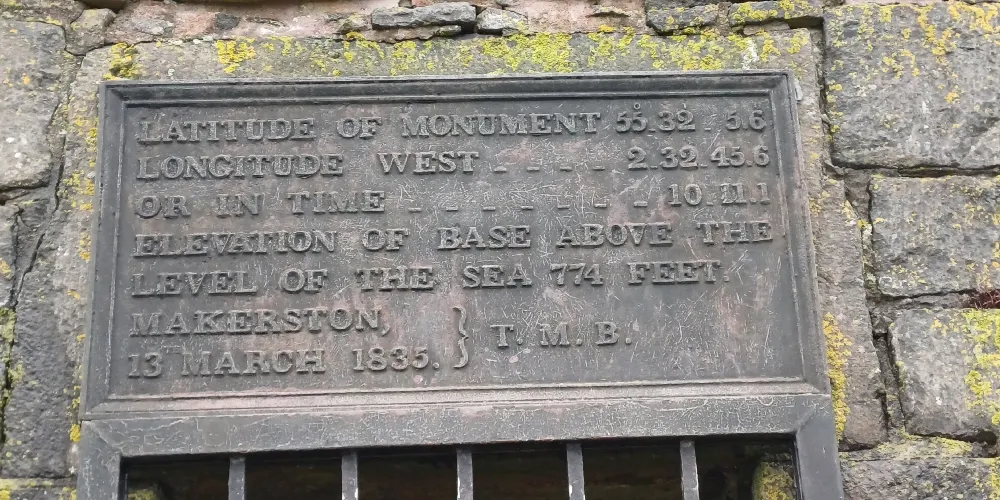 LATITUDE OF MONUMENT 55° 32' 5.6"
LONGITUDE WEST _ _ _ _ 2. 32. 45.6
OR IN TIME _ _ _ _ _ _ _ 10. 11.1
ELEVATION OF BASE ABOVE THE
LEVEL OF THE SEA 774 FEET.
MAKERSTON, } T. M. B.
13TH MARCH 1835.